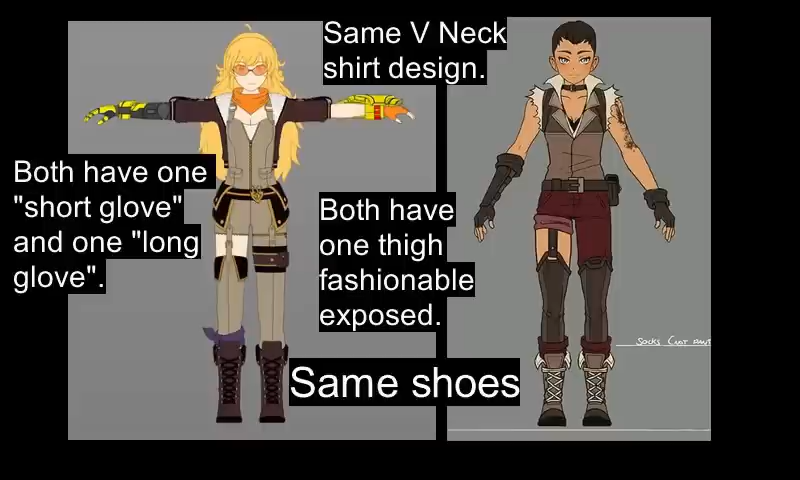 Same V Neck
shirt design.
Both have one
"short glove"
and one "long
glove".
Both have
one thigh
fashionable
exposed.
Socks
Same shoes